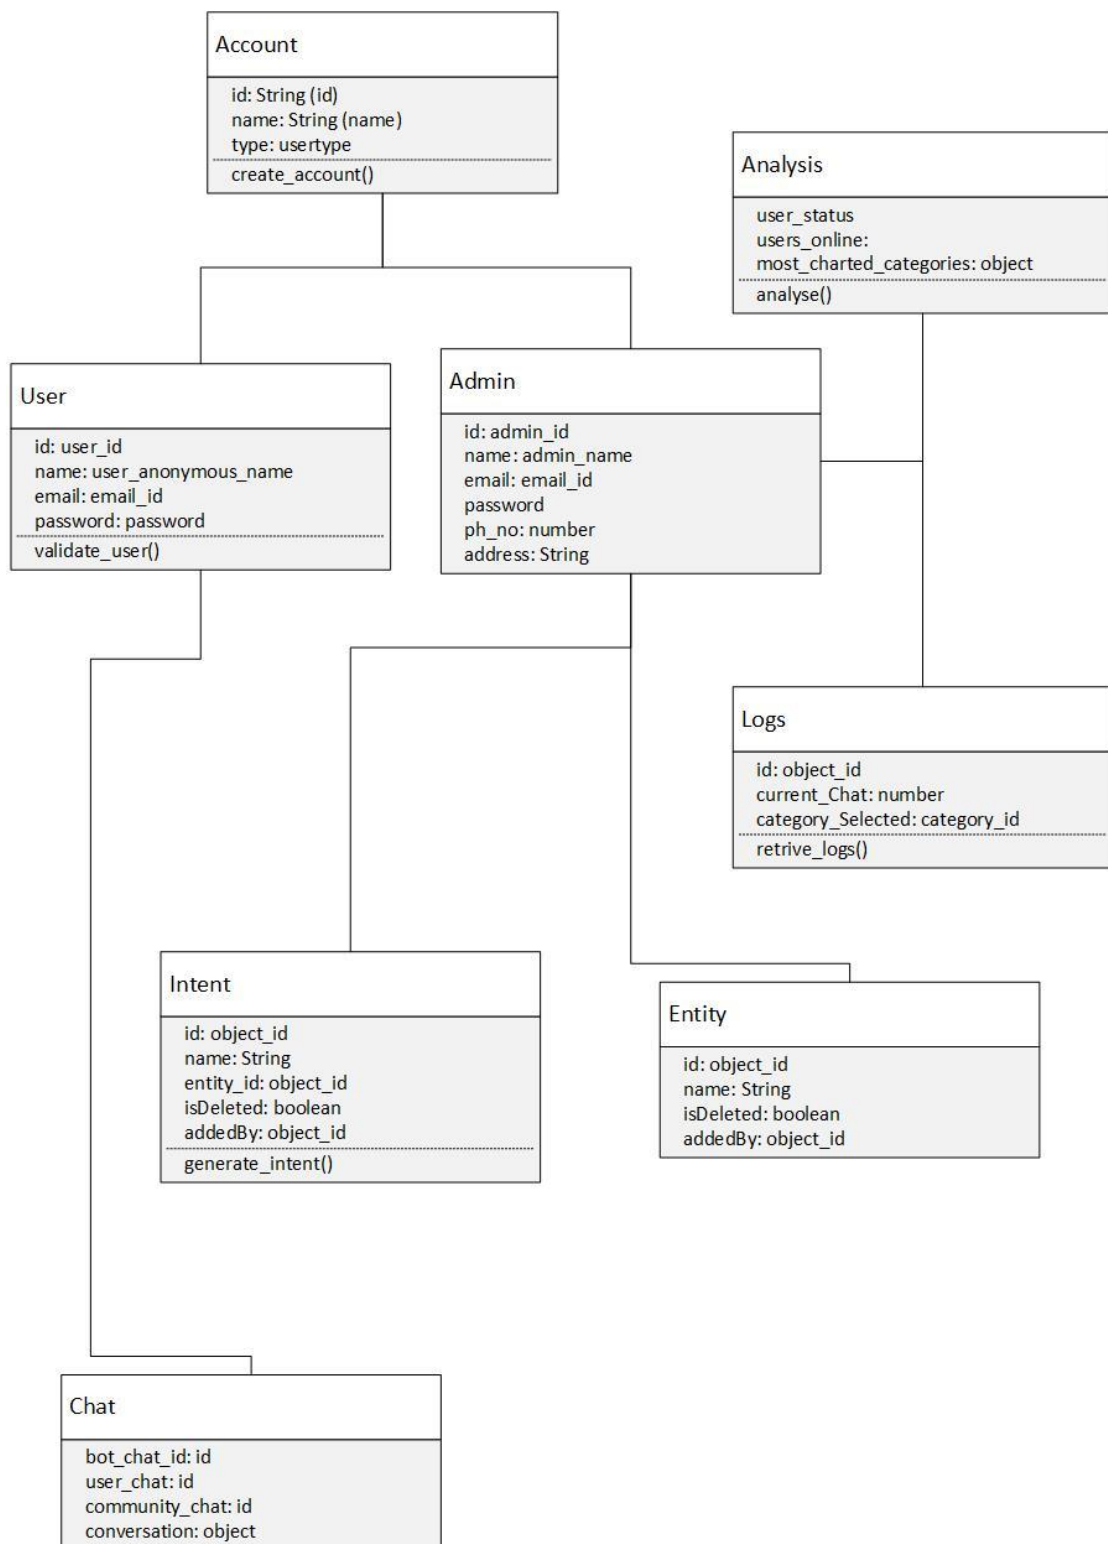 Account
id: String (id)
name: String (name)
type: usertype
create_account()
Analysis
user_status
users_online:
most_charted_categories: object
analyse()
User
id: user_id
name: user_anonymous_name
email: email_id
password: password
validate_user()
Admin
id: admin_id
name: admin_name
email: email_id
password
ph_no: number
address: String
Logs
id: object_id
current_Chat: number
category_Selected: category_id
retrive_logs()
Intent
id: object_id
name: String
entity_id: object_id
isDeleted: boolean
addedBy: object_id
generate_intent()
Entity
id: object_id
name: String
isDeleted: boolean
addedBy: object_id
Chat
bot_chat_id: id
user_chat: id
community_chat: id
conversation: object